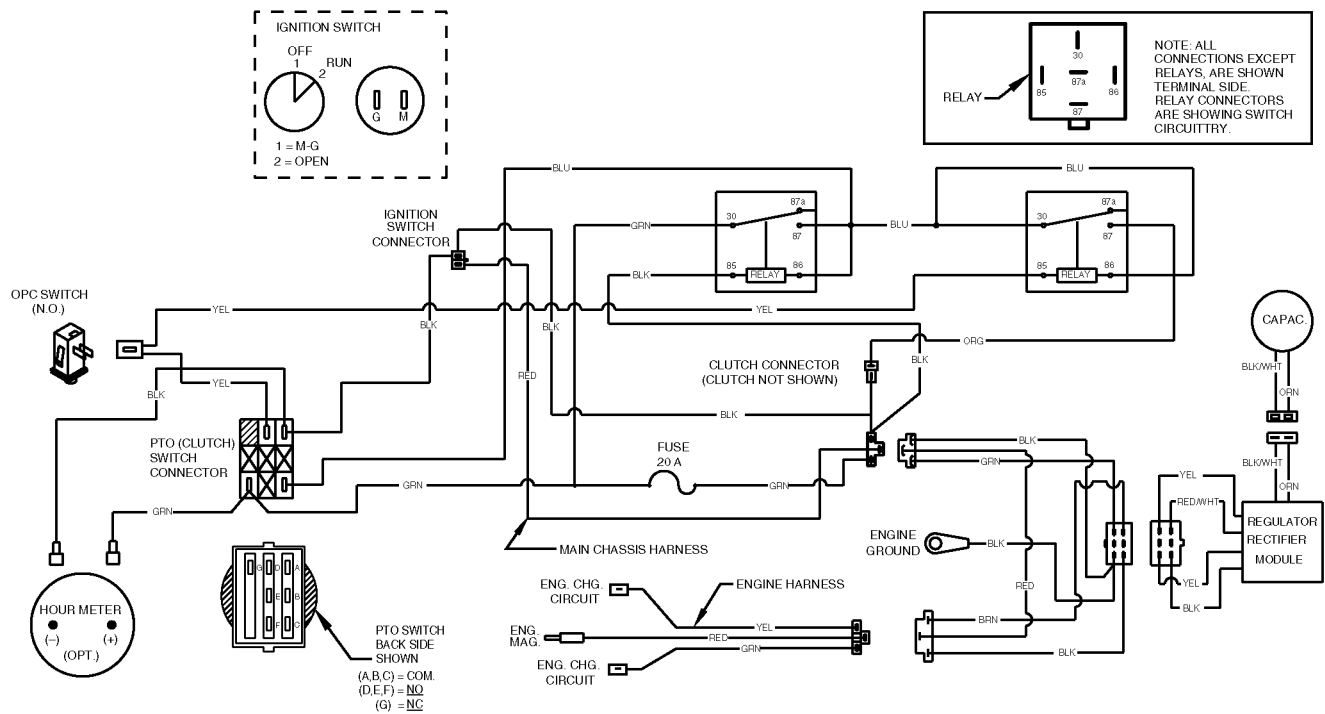 IGNITION SWITCH
OFF
1
RUN
2
G M
1 = M-G
2 = OPEN
RELAY
30
87a
85
86
87
NOTE: ALL
CONNECTIONS EXCEPT
RELAYS, ARE SHOWN
TERMINAL SIDE.
RELAY CONNECTORS
ARE SHOWING SWITCH
CIRCUITTRY.
BLU
BLU
IGNITION
SWITCH
CONNECTOR
GRN
30
87a
87
BLU
30
87a
87
BLK
85
RELAY
86
85
RELAY
86
OPC SWITCH
(N.O.)
YEL
BLK
BLK
YEL
CAPAC.
ORG
CLUTCH CONNECTOR
(CLUTCH NOT SHOWN)
BLK
BLK/WHT
ORN
RED
YEL
BLK
BLK
PTO (CLUTCH)
SWITCH
CONNECTOR
FUSE
20 A
BLK
GRN
BLK/WHT
ORN
GRN
GRN
YEL
RED/WHT
GRN
REGULATOR
RECTIFIER
MODULE
ENGINE
GROUND
BLK
MAIN CHASSIS HARNESS
RED
YEL
BLK
HOUR METER
(–) (+)
(OPT.)
G D A
E B
F C
PTO SWITCH
BACK SIDE
SHOWN
(A,B,C) = COM.
(D,E,F) = NO
(G) = NC
ENG. CHG.
CIRCUIT
ENGINE HARNESS
YEL
ENG.
MAG.
RED
GRN
ENG. CHG.
CIRCUIT
BRN
BLK